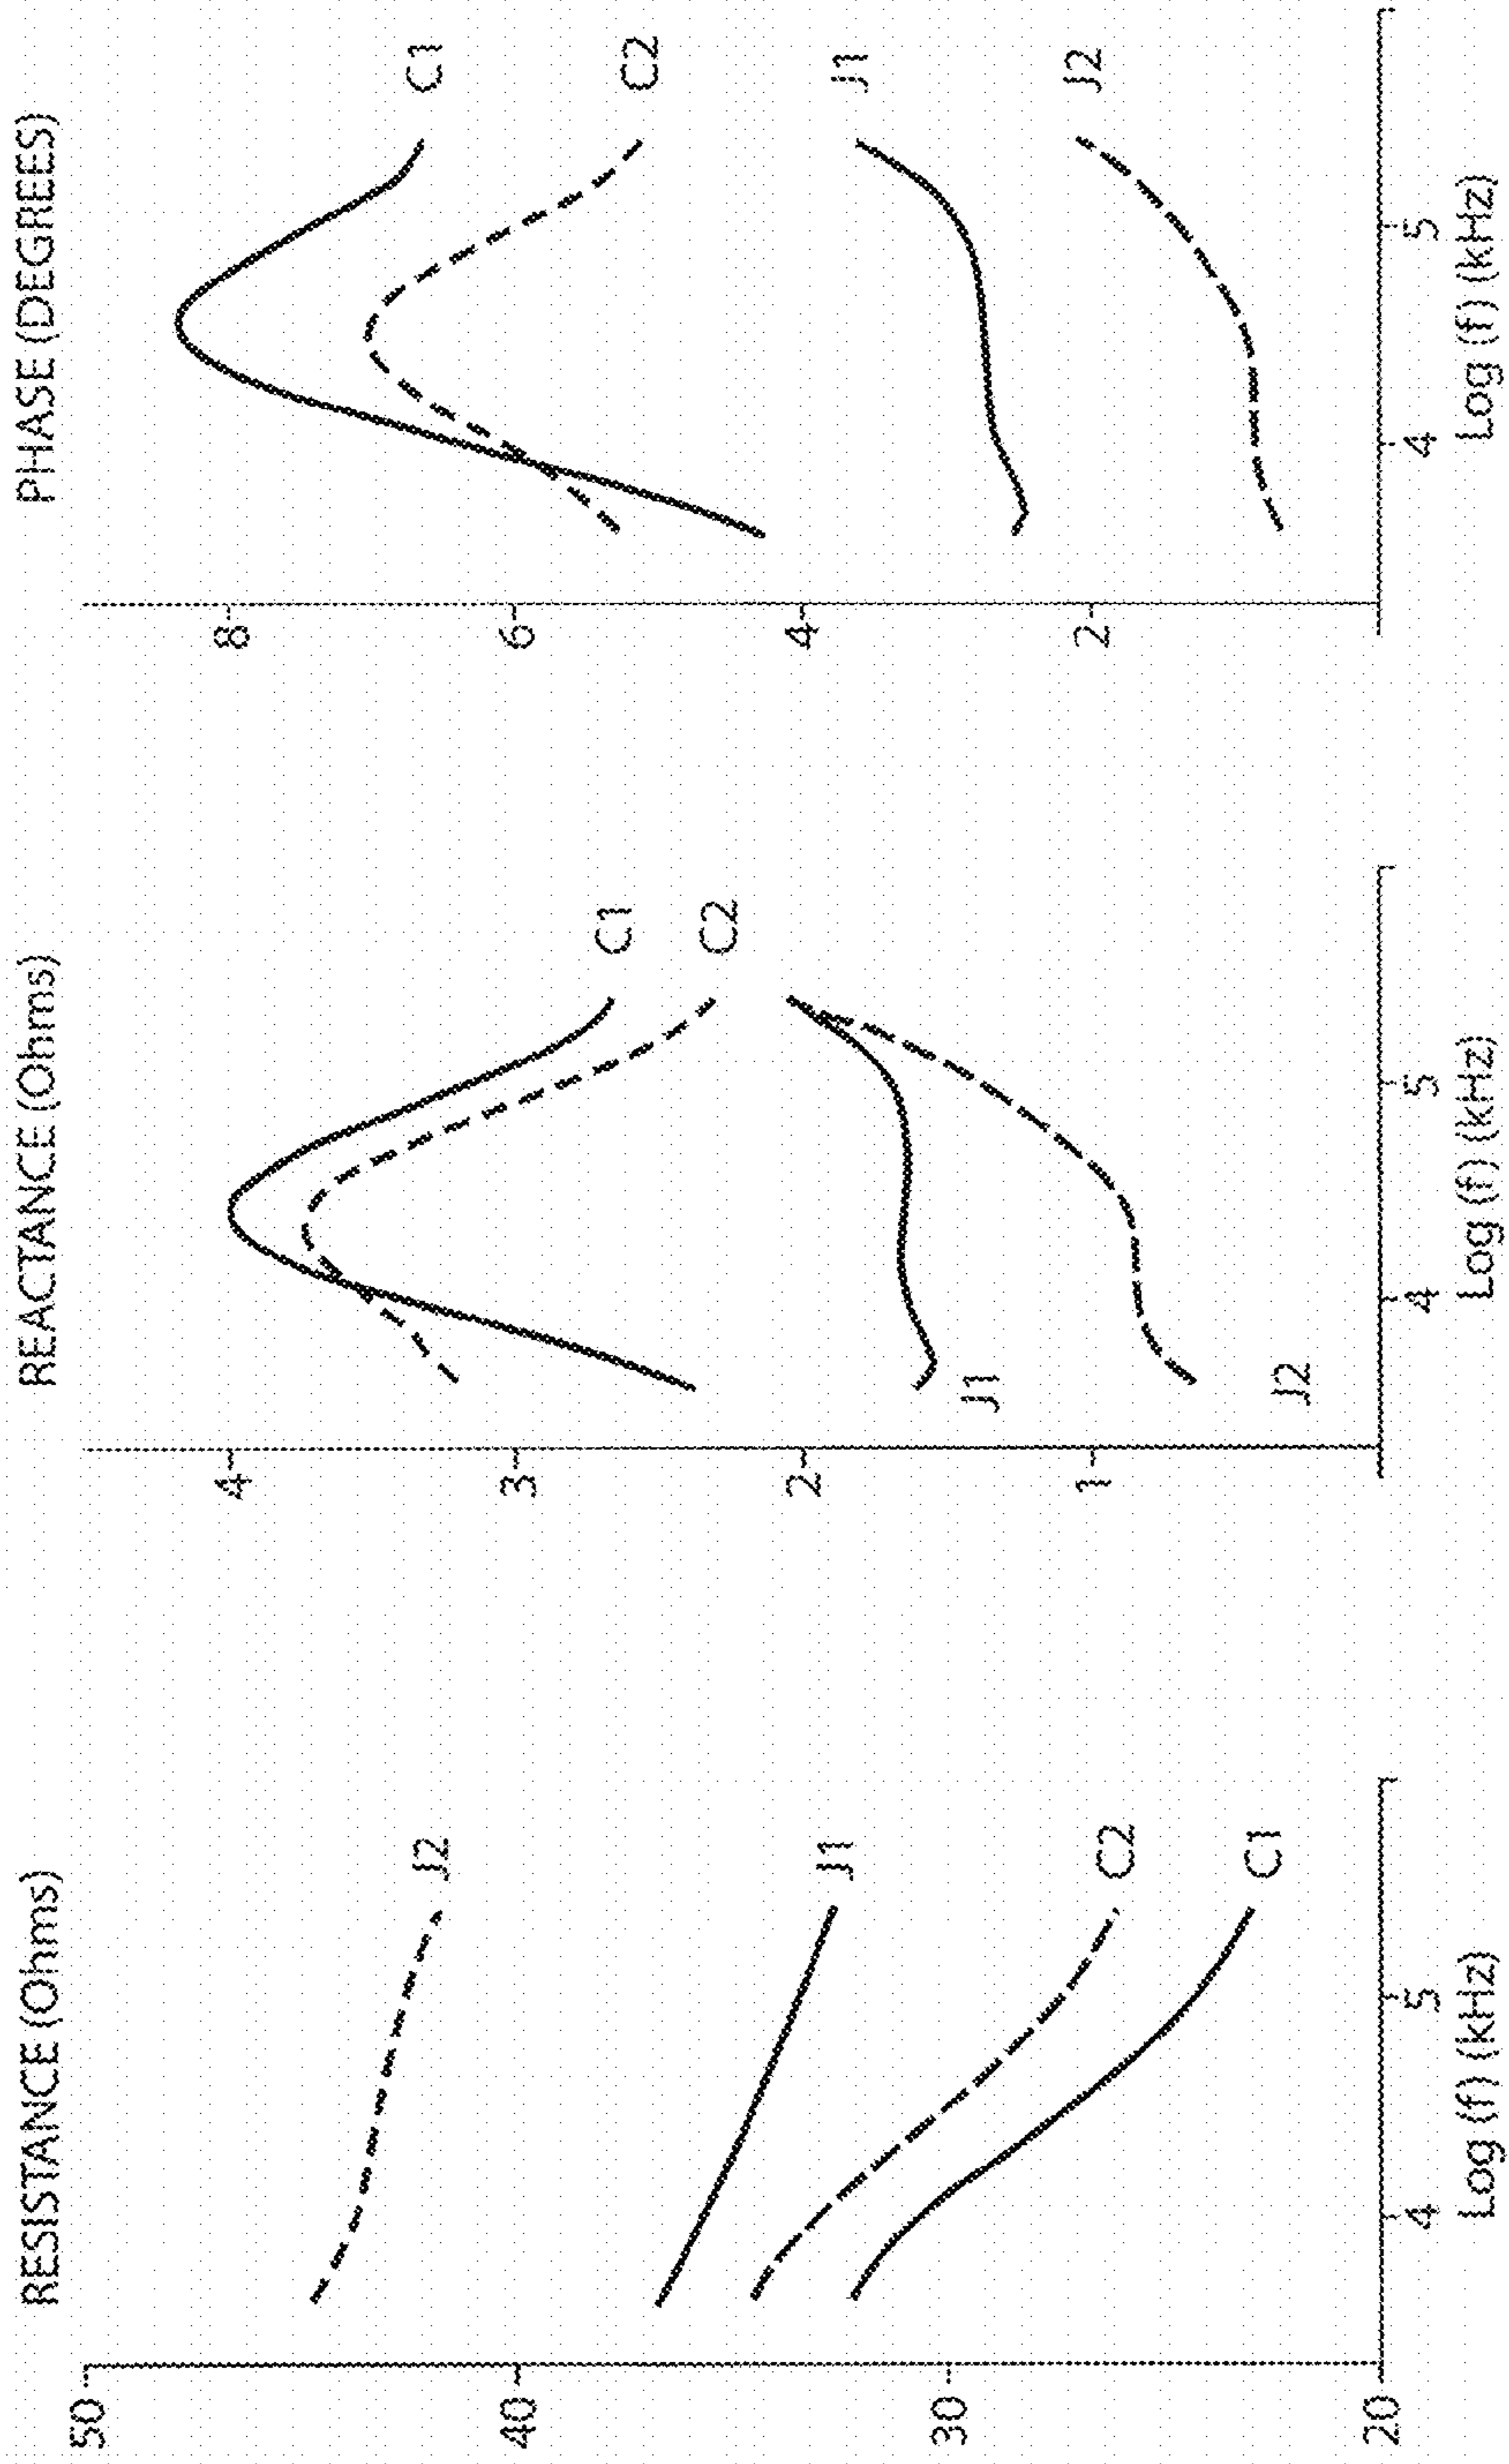 RESISTANCE (Ohms)
50
40
30
20
J2
J1
C2
C1
4
5
Log (f) (kHz)
REACTANCE (Ohms)
4
3
2
1
C1
C2
J1
J2
4
5
Log (f) (kHz)
PHASE (DEGREES)
8
6
4
2
C1
C2
J1
J2
4
5
Log (f) (kHz)